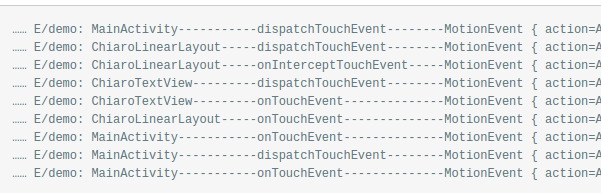 …… E/demo: MainActivity-----------dispatchTouchEvent--------MotionEvent { action=A
…… E/demo: ChiaroLinearLayout-----dispatchTouchEvent--------MotionEvent { action=A
…… E/demo: ChiaroLinearLayout-----onInterceptTouchEvent-----MotionEvent { action=A
…… E/demo: ChiaroTextView---------dispatchTouchEvent--------MotionEvent { action=A
…… E/demo: ChiaroTextView---------onTouchEvent--------------MotionEvent { action=A
…… E/demo: ChiaroLinearLayout-----onTouchEvent--------------MotionEvent { action=A
…… E/demo: MainActivity-----------onTouchEvent--------------MotionEvent { action=A
…… E/demo: MainActivity-----------dispatchTouchEvent--------MotionEvent { action=A
…… E/demo: MainActivity-----------onTouchEvent--------------MotionEvent { action=A